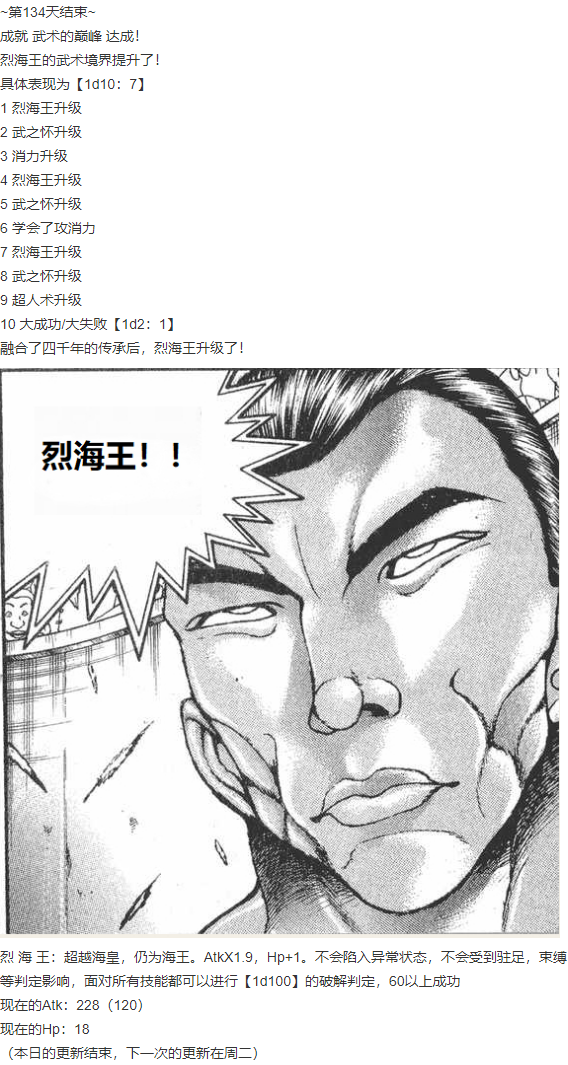 ~第134天结束~
成就 武术的巅峰 达成！
烈海王的武术境界提升了！
具体表现为【1d10：7】
1 烈海王升级
2 武之怀升级
3 消力升级
4 烈海王升级
5 武之怀升级
6 学会了攻消力
7 烈海王升级
8 武之怀升级
9 超人术升级
10 大成功/大失败【1d2：1】
融合了四千年的传承后，烈海王升级了！
烈海王！！
烈 海 王：超越海皇，仍为海王。AtkX1.9，Hp+1。不会陷入异常状态，不会受到驻足，束缚
等判定影响，面对所有技能都可以进行【1d100】的破解判定，60以上成功
现在的Atk：228（120）
现在的Hp：18
（本日的更新结束，下一次的更新在周二）